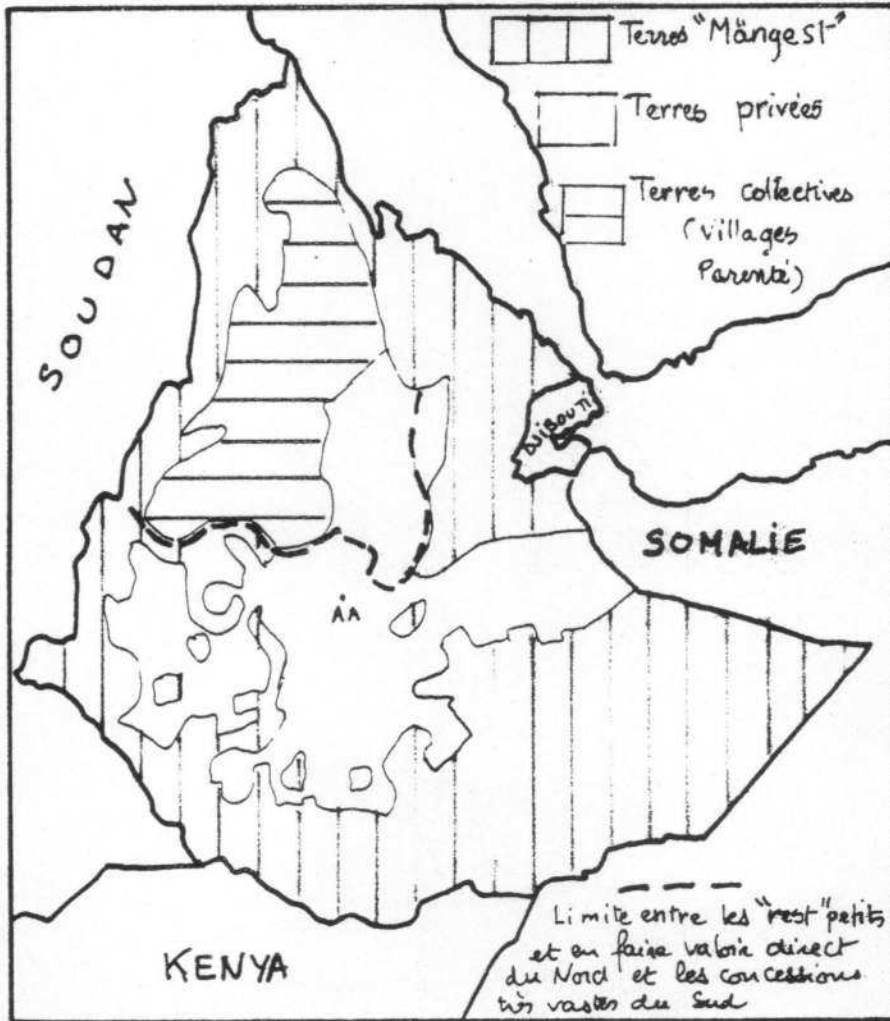 Terres "Mängest"
Terres privées
Terres collectives
(villages
Parenté)
SOUDAN
DJIBOUTI
SOMALIE
A.A
KENYA
Limite entre les "rest" petits
et en faire valoir direct
du Nord et les concessions
très vastes du Sud